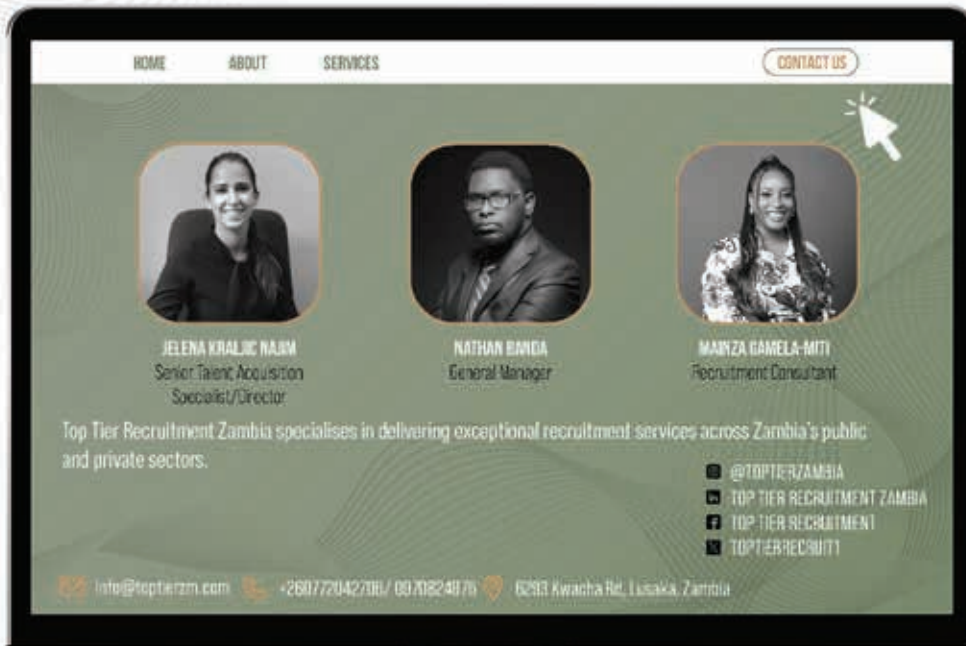 HOME ABOUT SERVICES CONTACT US
JELENA KRALJIC NAJIM
Senior Talent Acquisition
Specialist/Director
NATHAN BANDA
General Manager
MAINZA GAMELA-MITI
Recruitment Consultant
Top Tier Recruitment Zambia specialises in delivering exceptional recruitment services across Zambia's public
and private sectors.
@TOPTIERZAMBIA
TOP TIER RECRUITMENT ZAMBIA
TOP TIER RECRUITMENT
TOPTIERRECRUIT1
info@toptierzm.com +260772042706/ 0970824876 6293 Kwacha Rd, Lusaka, Zambia